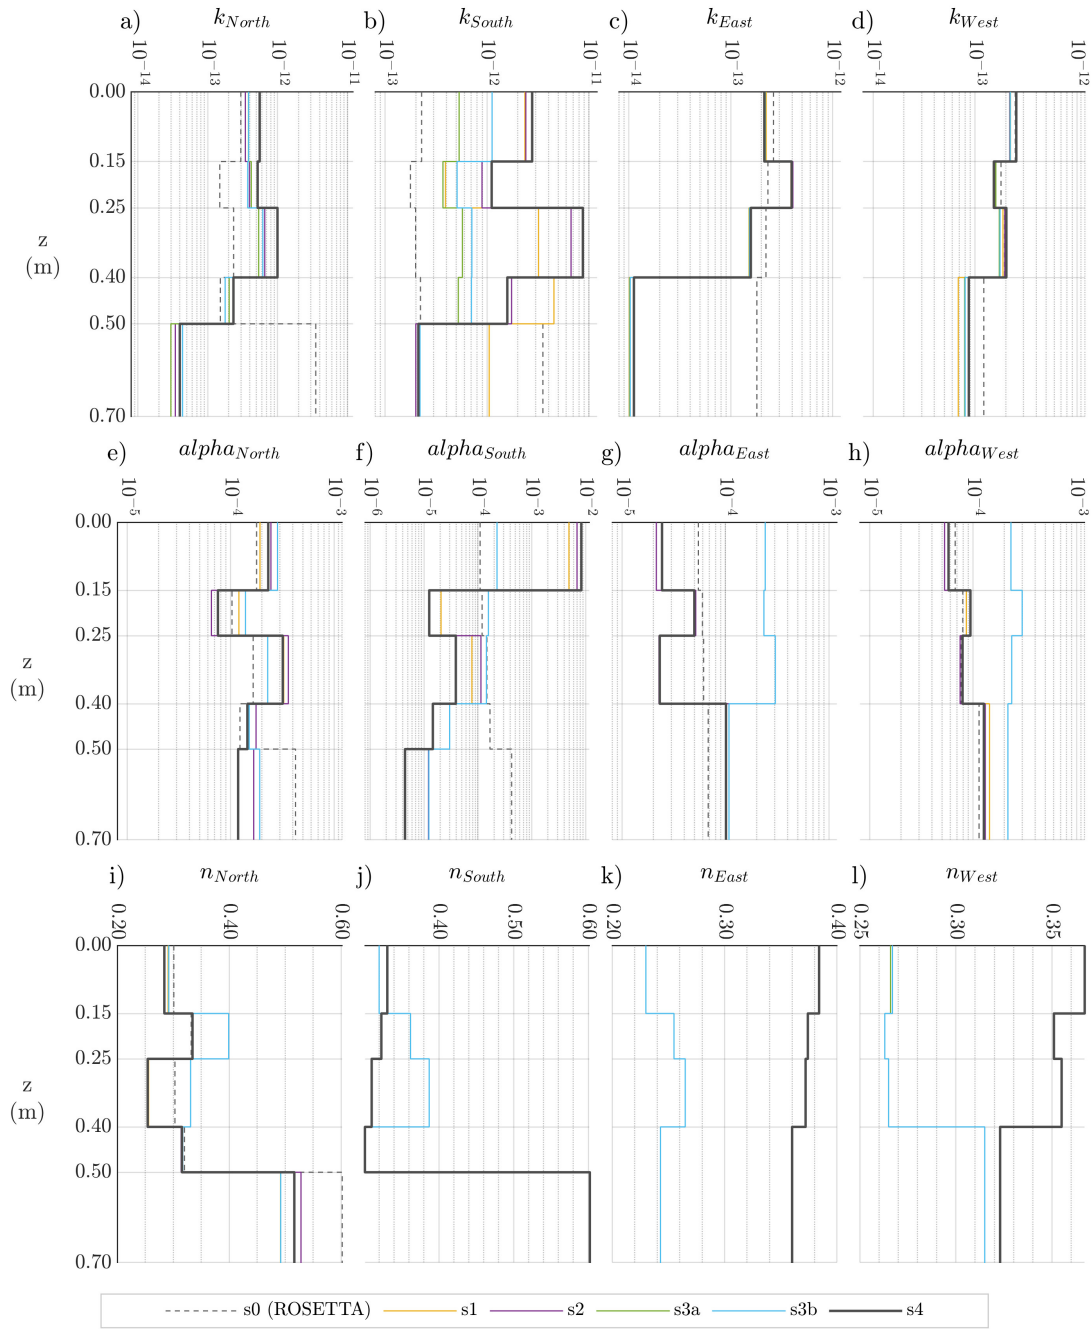 a) k_North b) k_South c) k_East d) k_West
10^-14 10^-13 10^-12 10^-11 10^-13 10^-12 10^-11 10^-14 10^-13 10^-12 10^-14 10^-13 10^-12
0.00
0.15
0.25
z
(m)
0.40
0.50
0.70
e) alpha_North f) alpha_South g) alpha_East h) alpha_West
10^-5 10^-4 10^-3 10^-6 10^-5 10^-4 10^-3 10^-2 10^-5 10^-4 10^-3 10^-5 10^-4 10^-3
0.00
0.15
0.25
z
(m)
0.40
0.50
0.70
i) n_North j) n_South k) n_East l) n_West
0.20 0.40 0.60 0.40 0.50 0.60 0.20 0.30 0.40 0.25 0.30 0.35
0.00
0.15
0.25
z
(m)
0.40
0.50
0.70
s0 (ROSETTA) s1 s2 s3a s3b s4